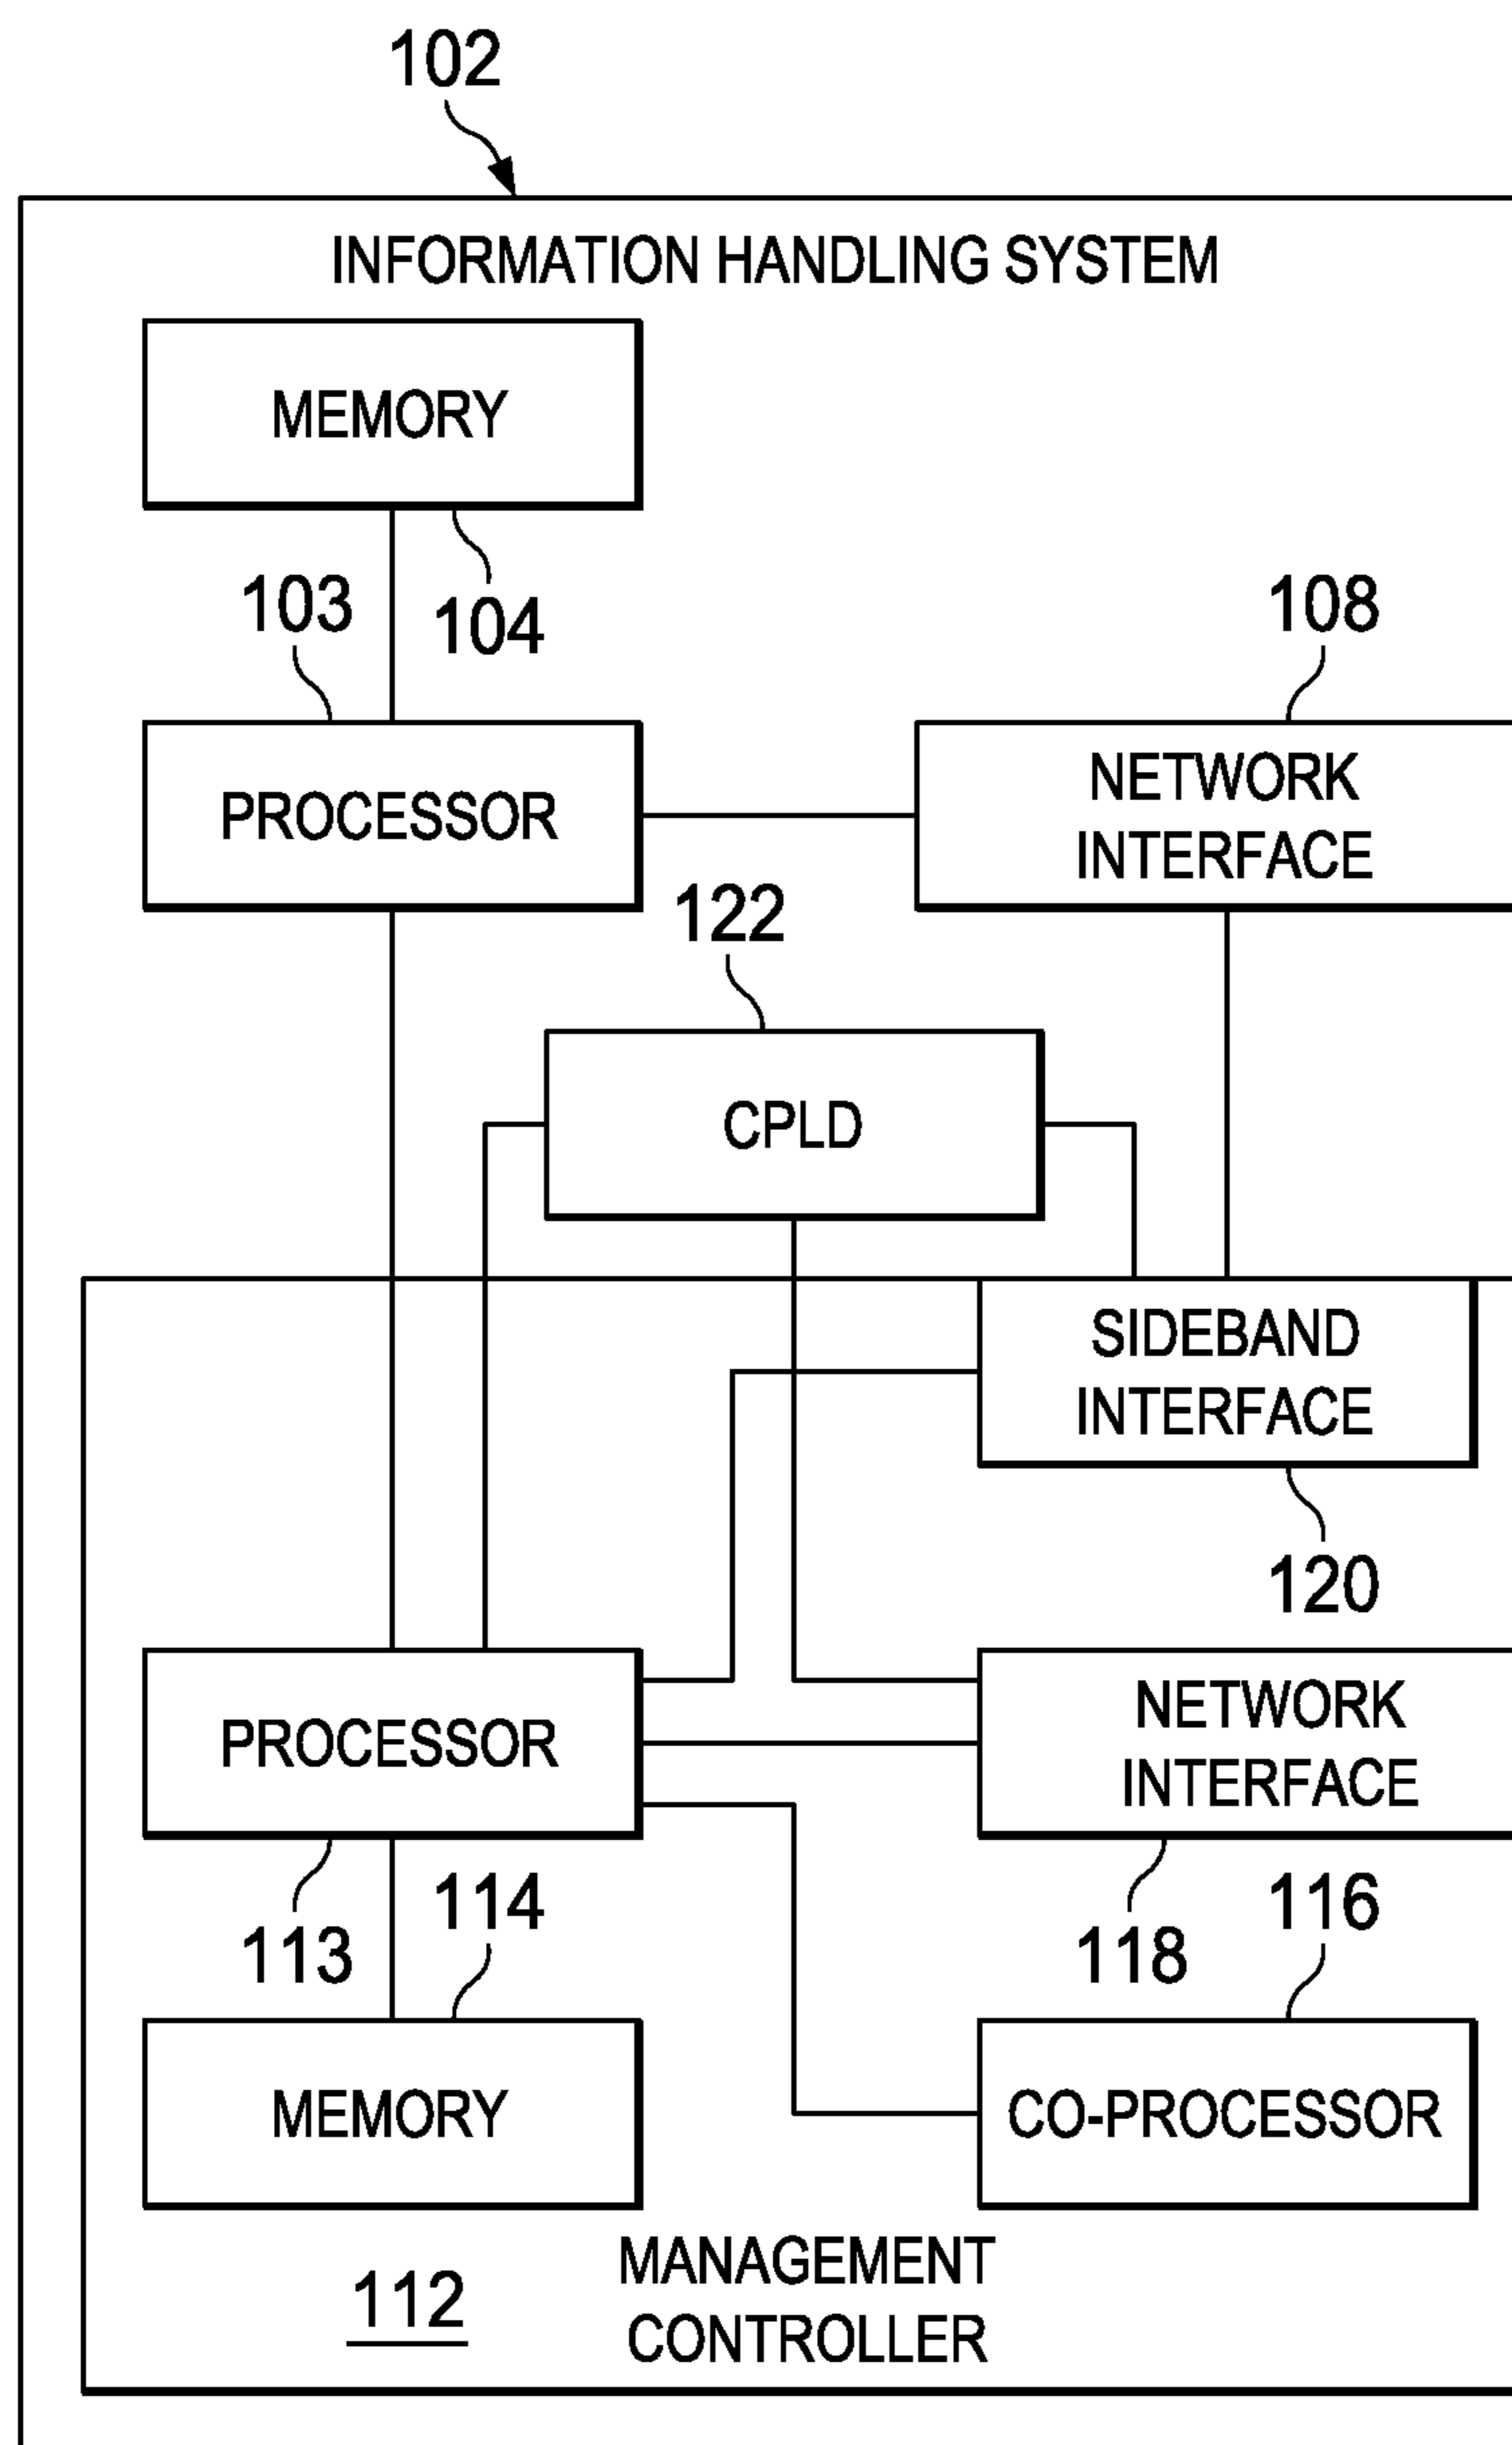 102
INFORMATION HANDLING SYSTEM
MEMORY
103
104
108
PROCESSOR
NETWORK
INTERFACE
122
CPLD
SIDEBAND
INTERFACE
120
PROCESSOR
NETWORK
INTERFACE
113
114
118
116
MEMORY
CO-PROCESSOR
112
MANAGEMENT
CONTROLLER